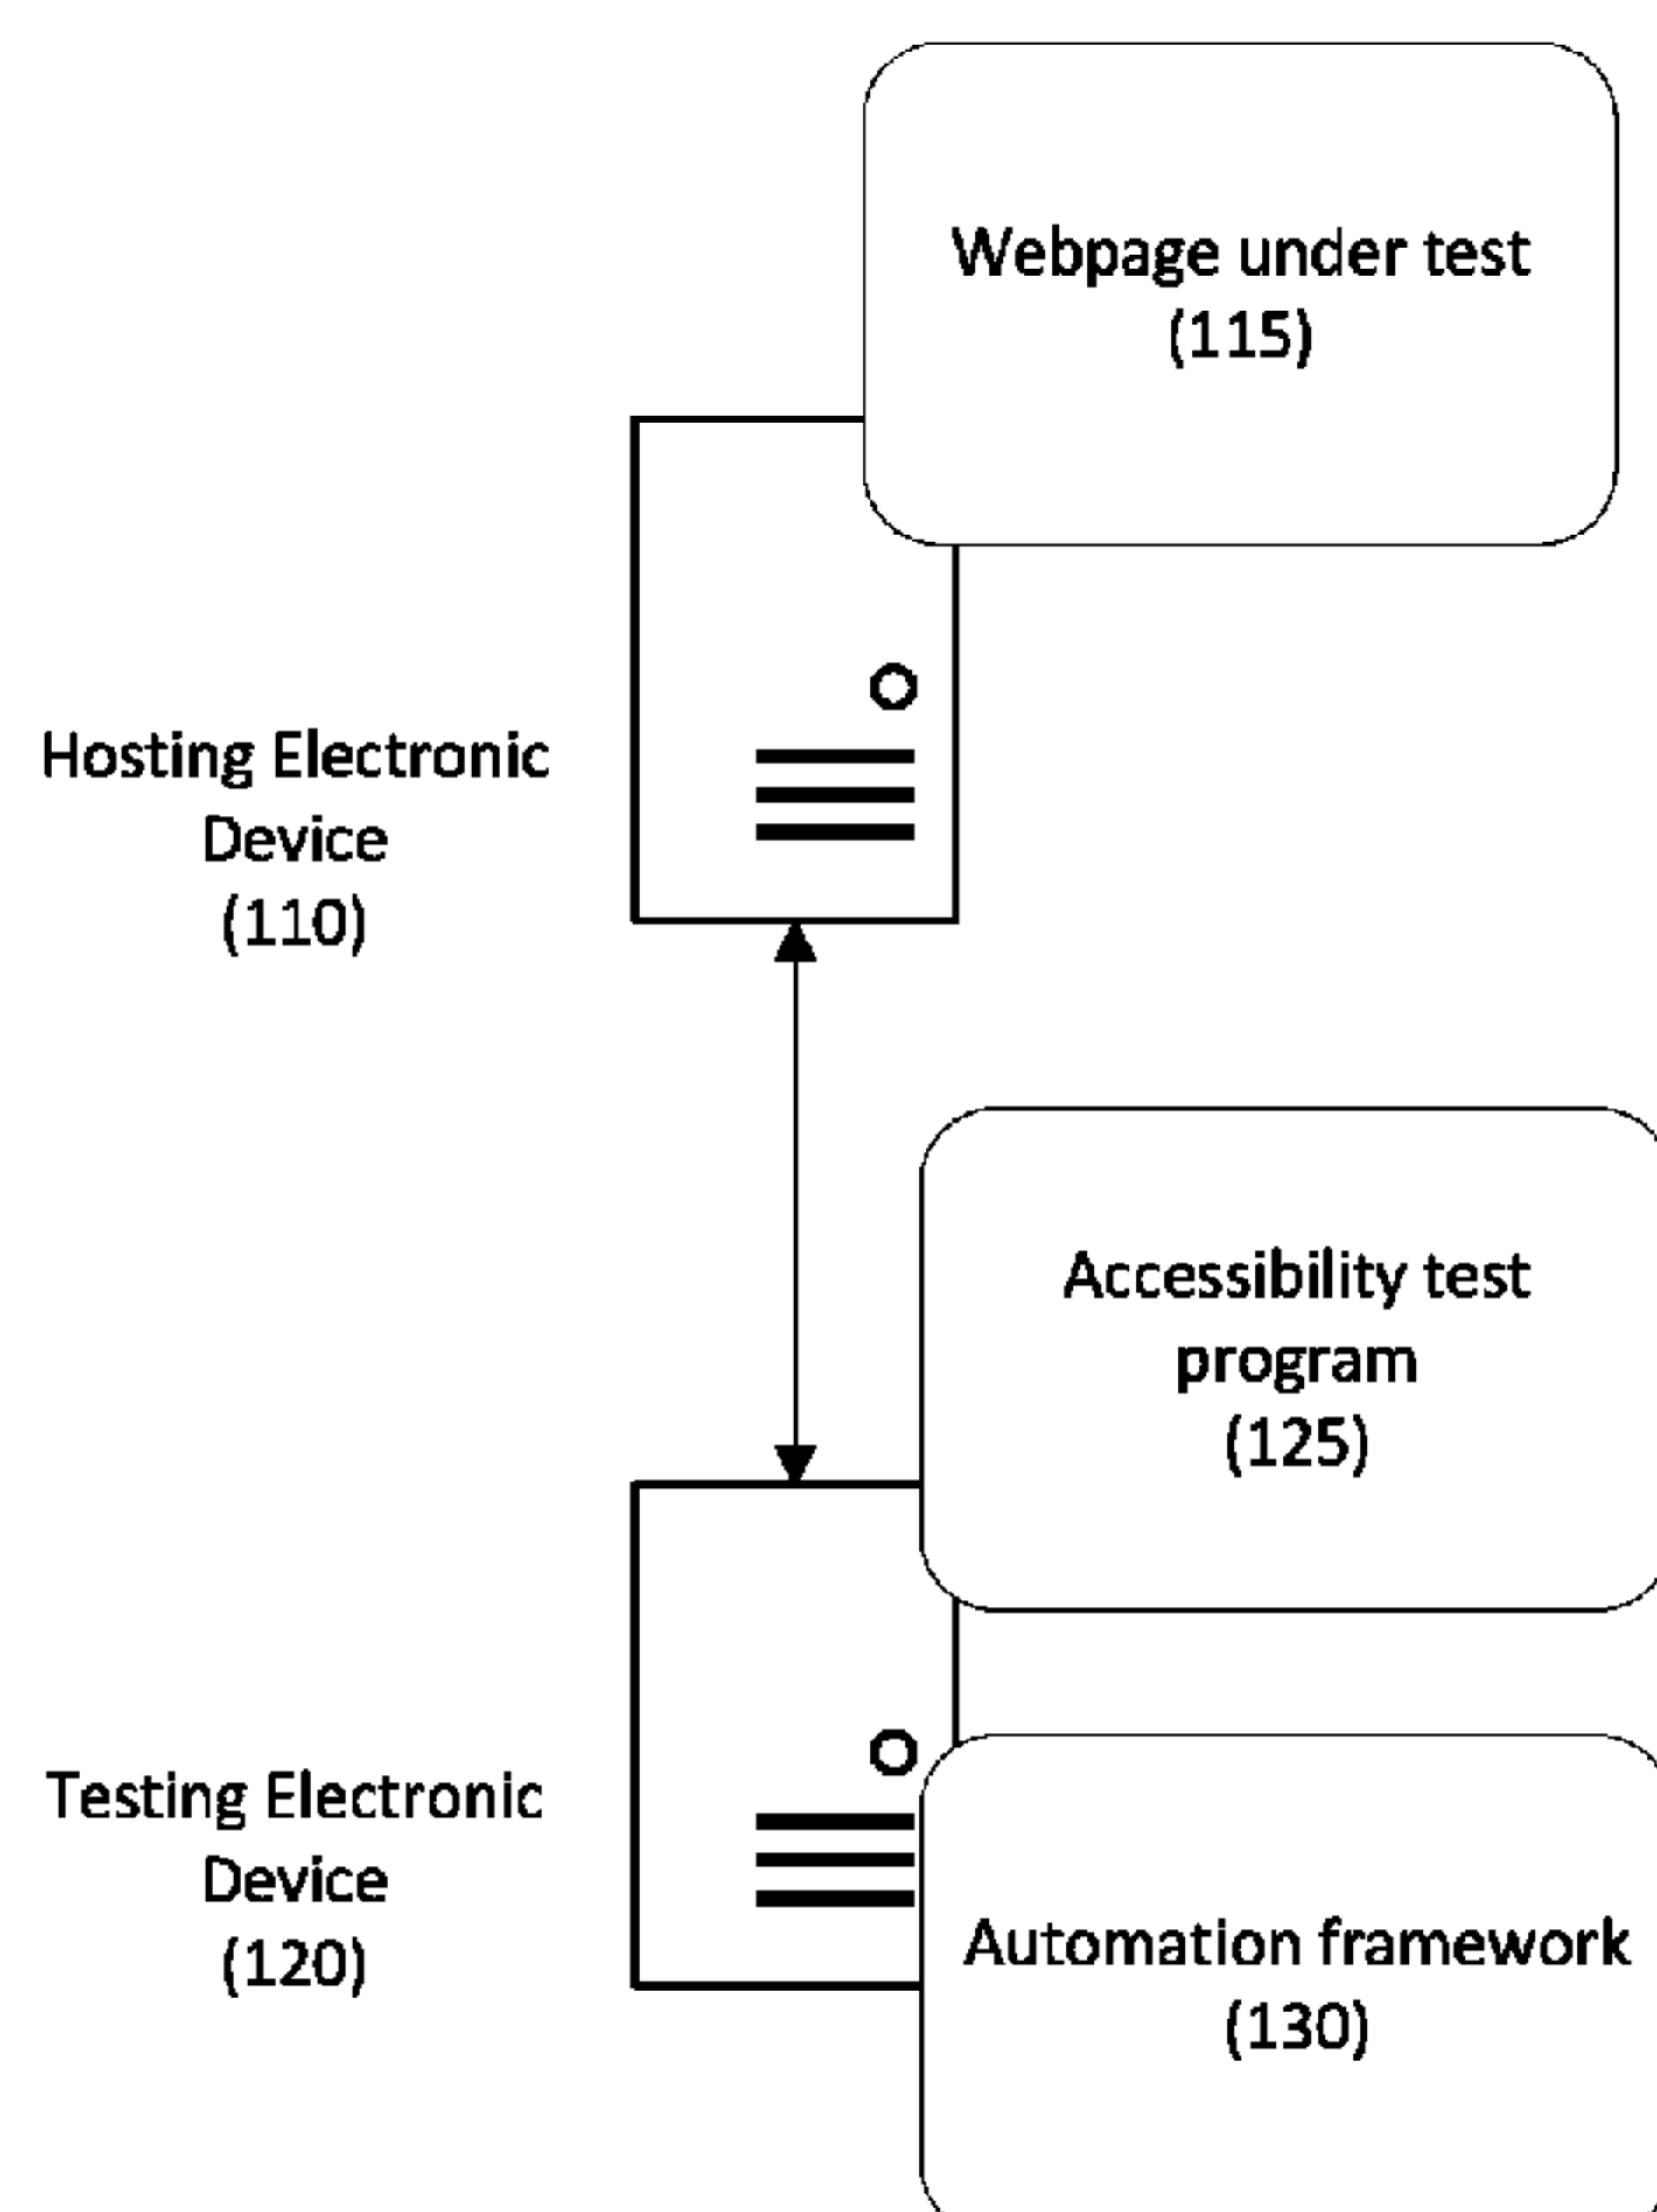 Webpage under test
(115)
Hosting Electronic
Device
(110)
Accessibility test
program
(125)
Testing Electronic
Device
(120)
Automation framework
(130)